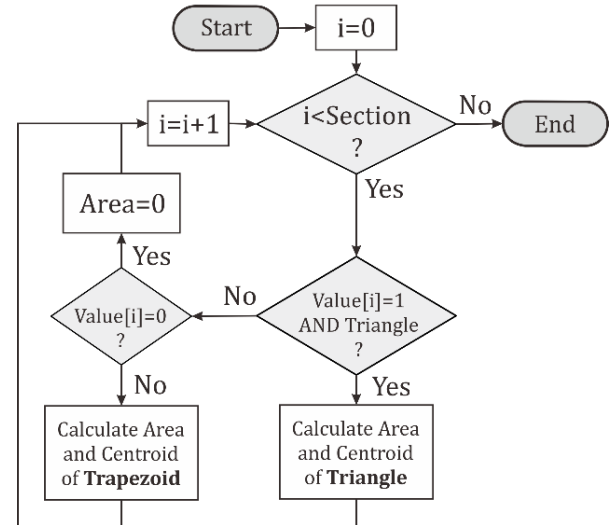 Start
i=0
i=i+1
i<Section
?
No
End
Yes
Area=0
Yes
Value[i]=0
?
No
Value[i]=1
AND Triangle
?
No
Yes
Calculate Area
and Centroid
of Trapezoid
Calculate Area
and Centroid
of Triangle